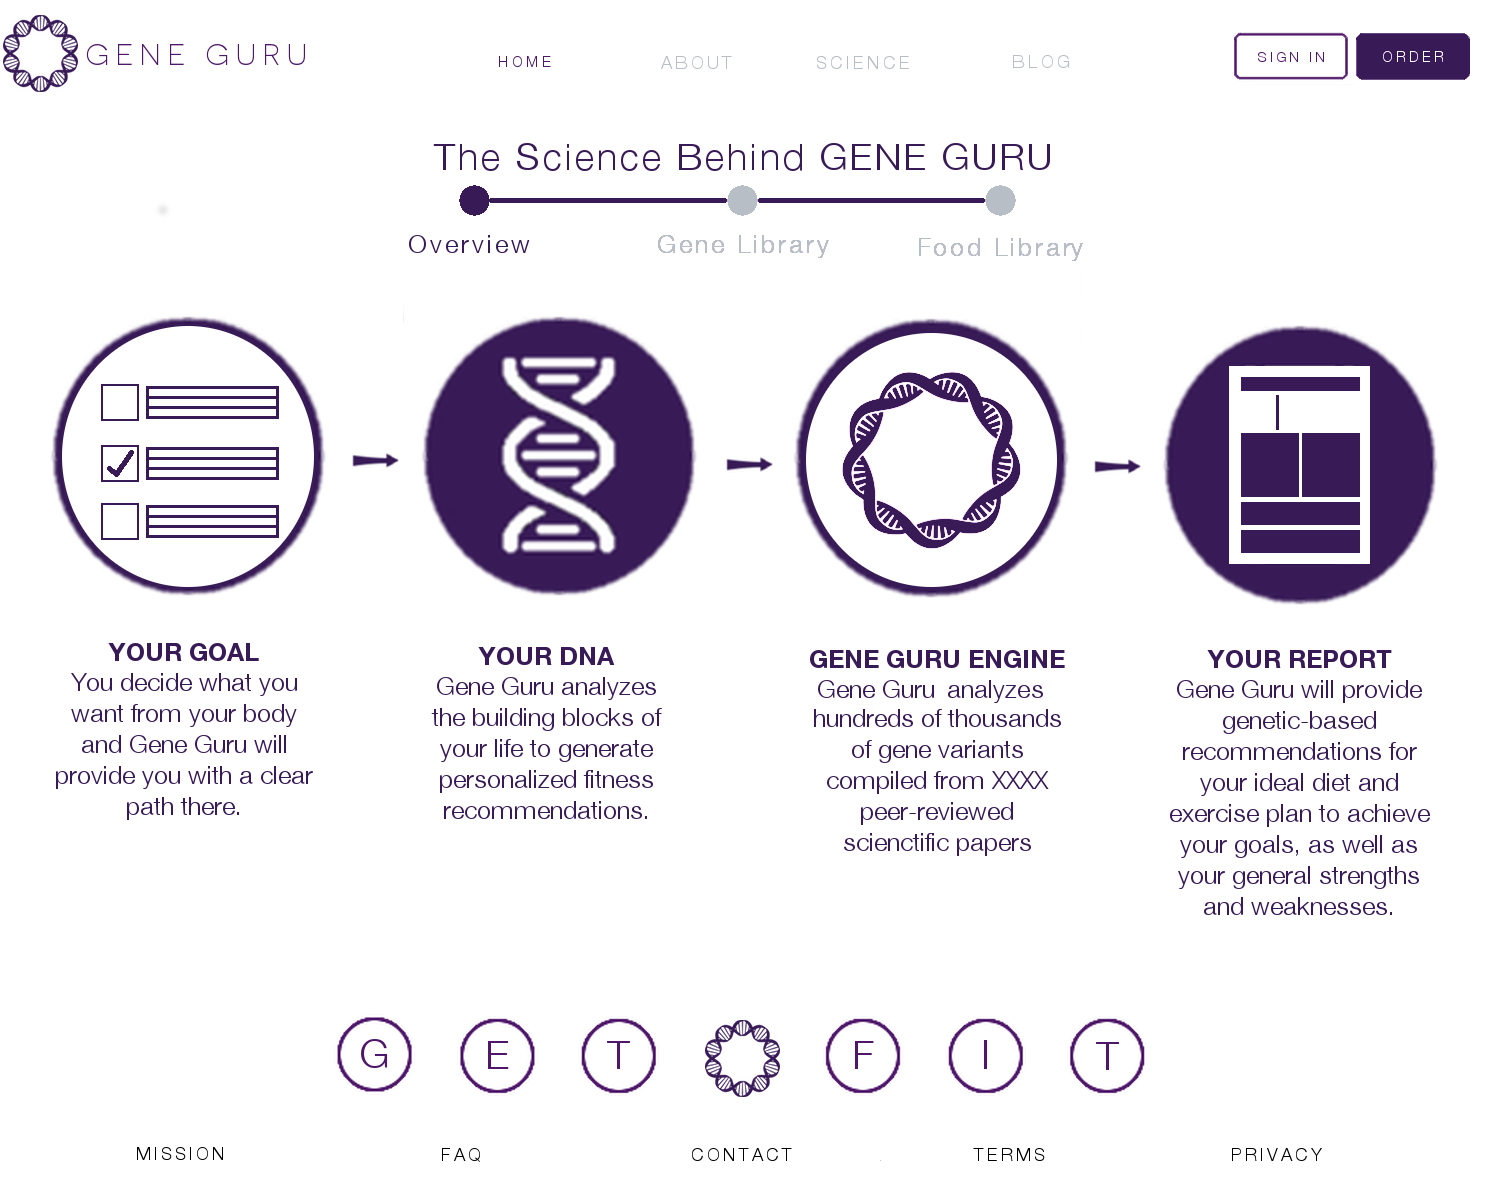 GENE GURU
HOME
ABOUT
SCIENCE
BLOG
SIGN IN
ORDER
The Science Behind GENE GURU
Overview
Gene Library
Food Library
YOUR GOAL
You decide what you
want from your body
and Gene Guru will
provide you with a clear
path there.
YOUR DNA
Gene Guru analyzes
the building blocks of
your life to generate
personalized fitness
recommendations.
GENE GURU ENGINE
Gene Guru analyzes
hundreds of thousands
of gene variants
compiled from XXXX
peer-reviewed
scienctific papers
YOUR REPORT
Gene Guru will provide
genetic-based
recommendations for
your ideal diet and
exercise plan to achieve
your goals, as well as
your general strengths
and weaknesses.
G E T F I T
MISSION
FAQ
CONTACT
TERMS
PRIVACY